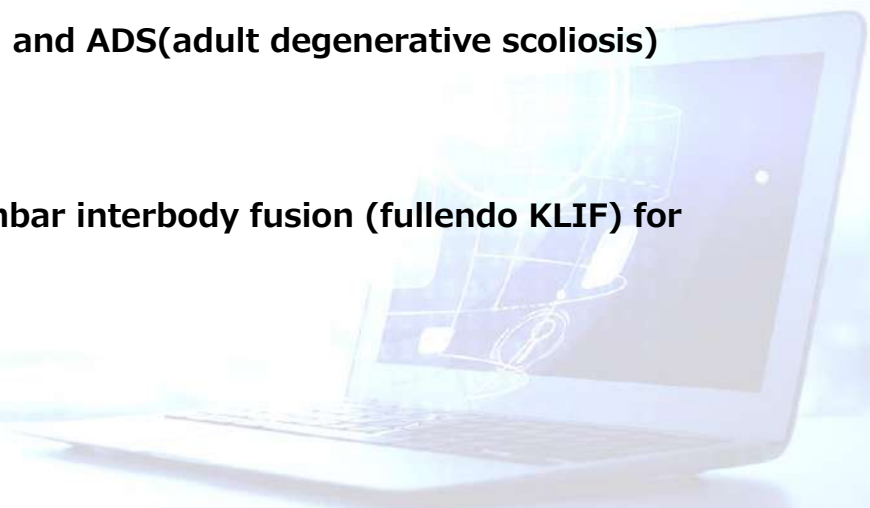 and ADS(adult degenerative scoliosis)
nbar interbody fusion (fullendo KLIF) for